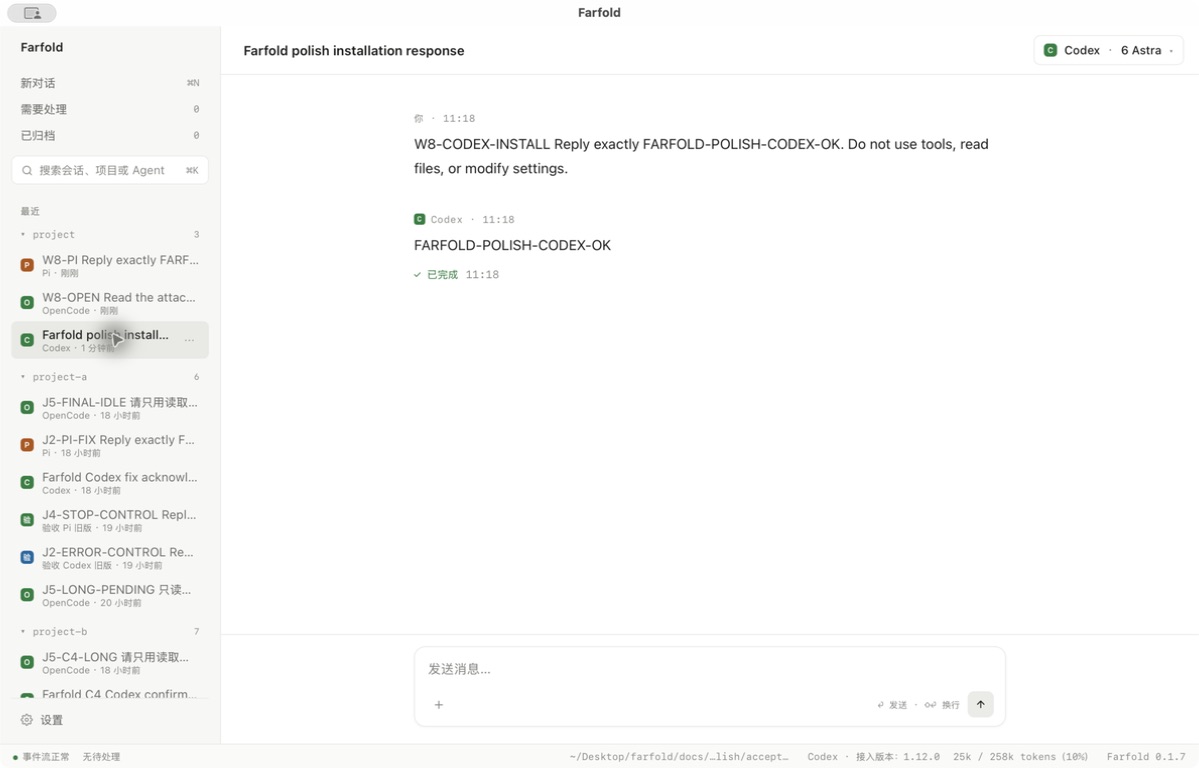 Farfold
Farfold
新对话 ⌘N
需要处理 0
已归档 0
搜索会话、项目或 Agent ⌘K
最近
project 3
P W8-PI Reply exactly FARF...
Pi · 刚刚
O W8-OPEN Read the attac...
OpenCode · 刚刚
C Farfold polish install... ...
Codex · 1 分钟前
project-a 6
O J5-FINAL-IDLE 请只用读取...
OpenCode · 18 小时前
P J2-PI-FIX Reply exactly F...
Pi · 18 小时前
C Farfold Codex fix acknowl...
Codex · 18 小时前
验 J4-STOP-CONTROL Repl...
验收 Pi 旧版 · 19 小时前
验 J2-ERROR-CONTROL Re...
验收 Codex 旧版 · 19 小时前
O J5-LONG-PENDING 只读...
OpenCode · 20 小时前
project-b 7
O J5-C4-LONG 请只用读取...
OpenCode · 18 小时前
Farfold C4 Codex confirm...
设置
Farfold polish installation response
C Codex · 6 Astra
你 · 11:18
W8-CODEX-INSTALL Reply exactly FARFOLD-POLISH-CODEX-OK. Do not use tools, read
files, or modify settings.
C Codex · 11:18
FARFOLD-POLISH-CODEX-OK
✓ 已完成 11:18
发送消息...
+ ↵ 发送 · ⇧↵ 换行 ↑
事件流正常 无待处理 ~/Desktop/farfold/docs/…lish/accept… Codex · 接入版本: 1.12.0 25k / 258k tokens (10%) Farfold 0.1.7